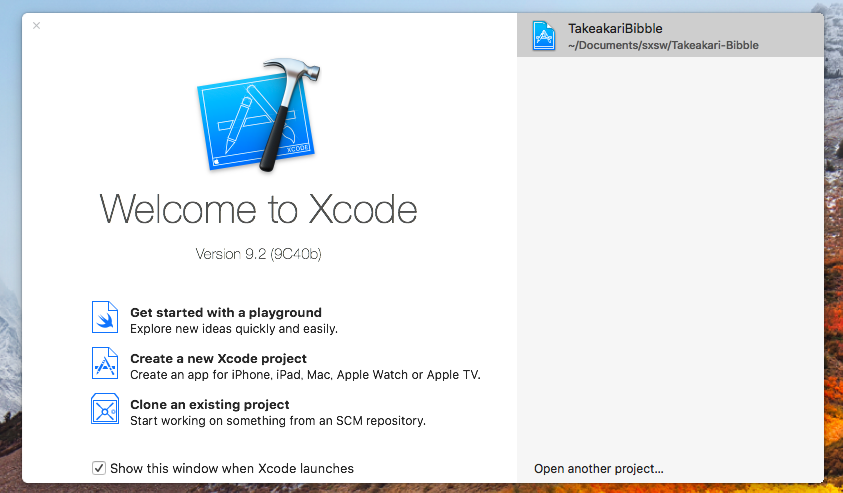 XCODE
Welcome to Xcode
Version 9.2 (9C40b)
Get started with a playground
Explore new ideas quickly and easily.
Create a new Xcode project
Create an app for iPhone, iPad, Mac, Apple Watch or Apple TV.
Clone an existing project
Start working on something from an SCM repository.
Show this window when Xcode launches
TakeakariBibble
~/Documents/sxsw/Takeakari-Bibble
Open another project...